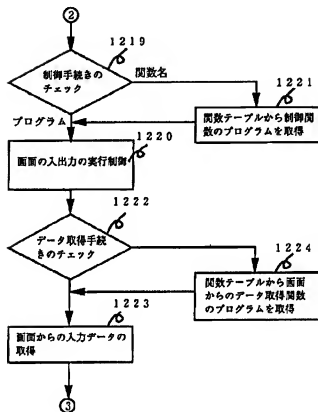 ②
1219
制御手続きの
チェック
関数名
1221
関数テーブルから制御関
数のプログラムを取得
プログラム
1220
画面の入出力の実行制御
1222
データ取得手続
きのチェック
1224
関数テーブルから画面
からのデータ取得関数
のプログラムを取得
1223
画面からの入力データの
取得
③